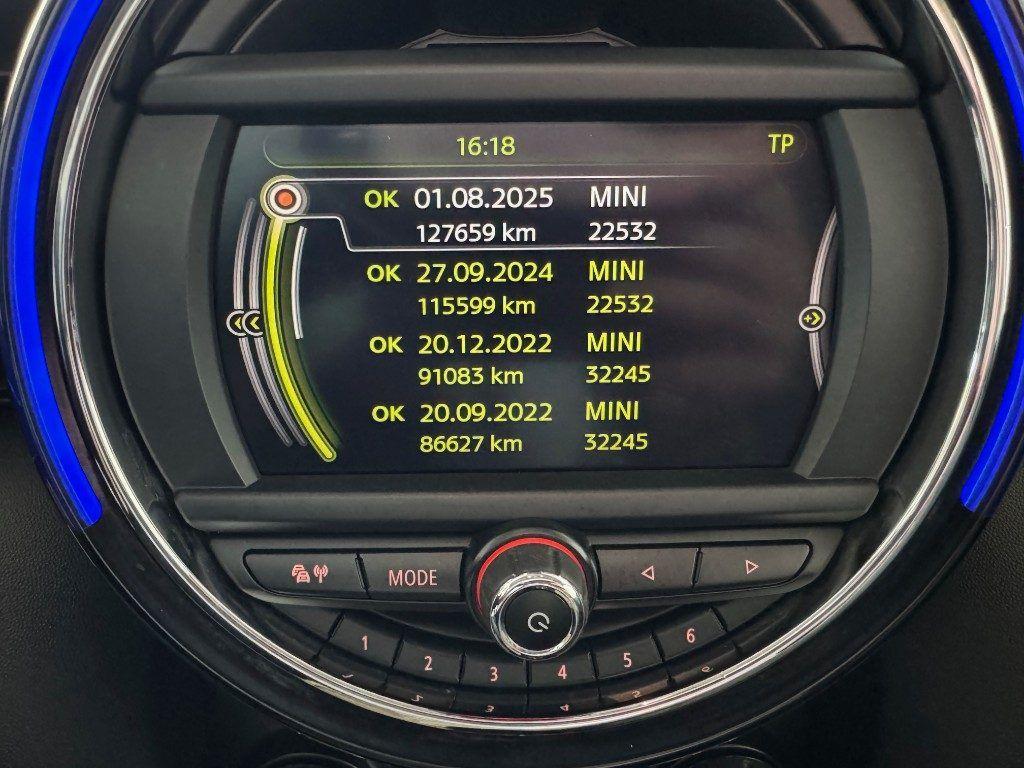 16:18 TP
OK 01.08.2025 MINI
127659 km 22532
OK 27.09.2024 MINI
115599 km 22532
OK 20.12.2022 MINI
91083 km 32245
OK 20.09.2022 MINI
86627 km 32245
MODE
1 2 3 4 5 6